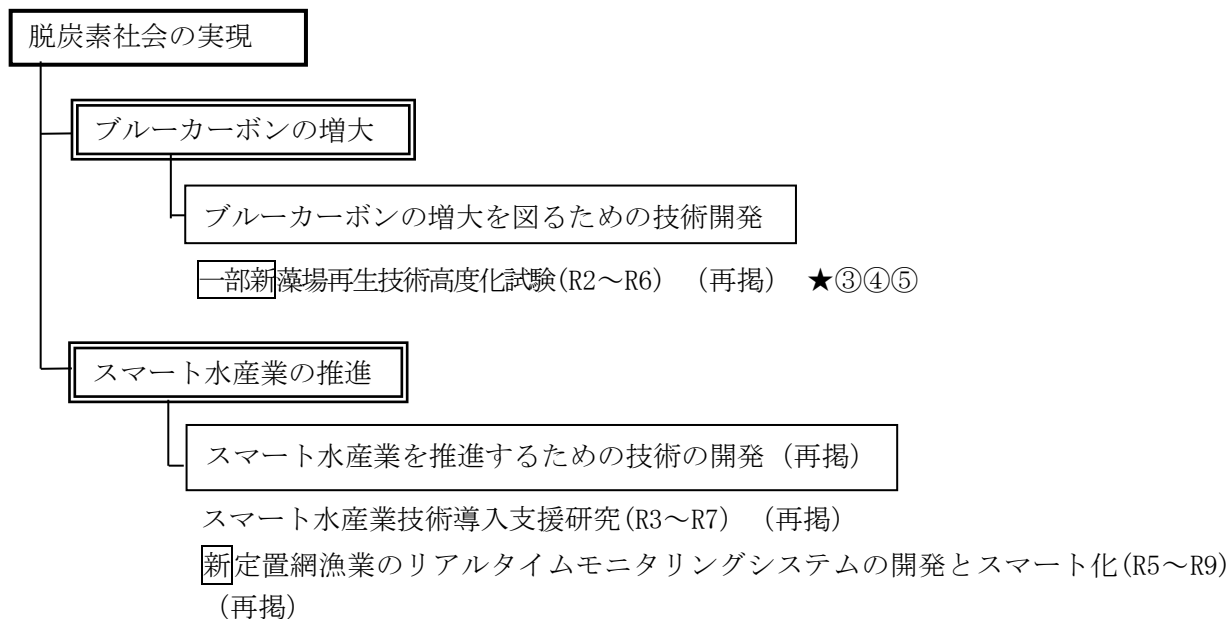 脱炭素社会の実現
ブルーカーボンの増大
ブルーカーボンの増大を図るための技術開発
一部新藻場再生技術高度化試験(R2～R6) （再掲） ★③④⑤
スマート水産業の推進
スマート水産業を推進するための技術の開発（再掲）
スマート水産業技術導入支援研究(R3～R7) （再掲）
新定置網漁業のリアルタイムモニタリングシステムの開発とスマート化(R5～R9)
（再掲）